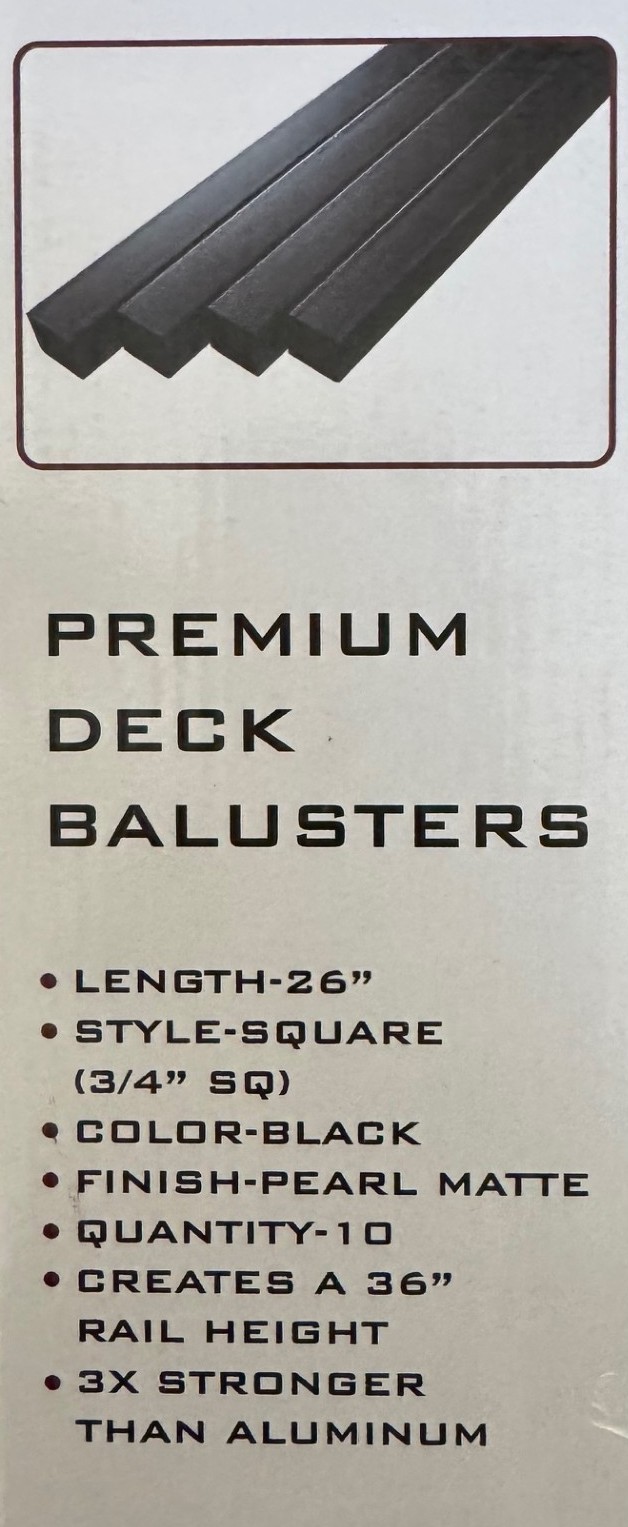 PREMIUM
DECK
BALUSTERS
• LENGTH-26”
• STYLE-SQUARE
(3/4” SQ)
• COLOR-BLACK
• FINISH-PEARL MATTE
• QUANTITY-10
• CREATES A 36”
RAIL HEIGHT
• 3X STRONGER
THAN ALUMINUM